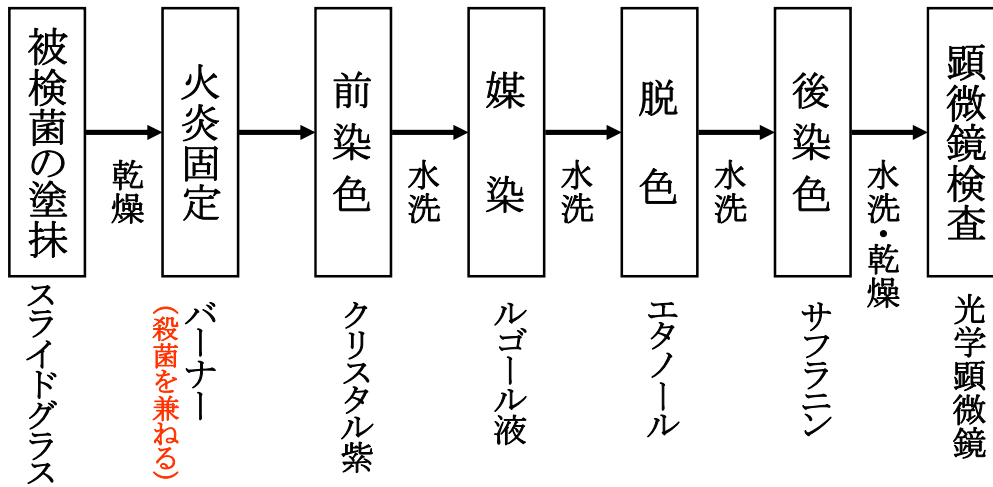 被検菌の塗抹
乾燥
火炎固定
前染色
水洗
媒染
水洗
脱色
水洗
後染色
水洗・乾燥
顕微鏡検査
スライドグラス
バーナー
(殺菌を兼ねる)
クリスタル紫
ルゴール液
エタノール
サフラニン
光学顕微鏡